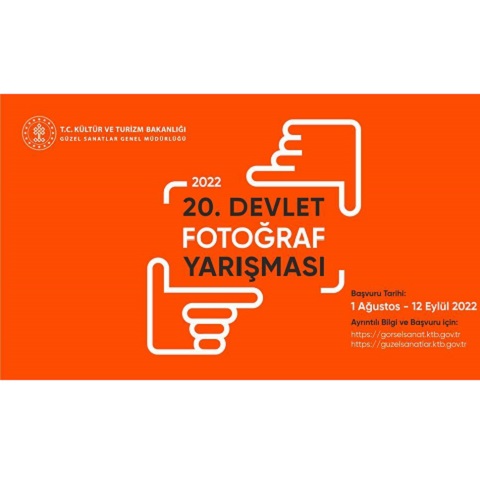 T.C. KÜLTÜR VE TURİZM BAKANLIĞI
GÜZEL SANATLAR GENEL MÜDÜRLÜĞÜ
2022
20. DEVLET
FOTOĞRAF
YARIŞMASI
Başvuru Tarihi:
1 Ağustos - 12 Eylül 2022
Ayrıntılı Bilgi ve Başvuru için:
https://gorselsanat.ktb.gov.tr
https://guzelsanatlar.ktb.gov.tr